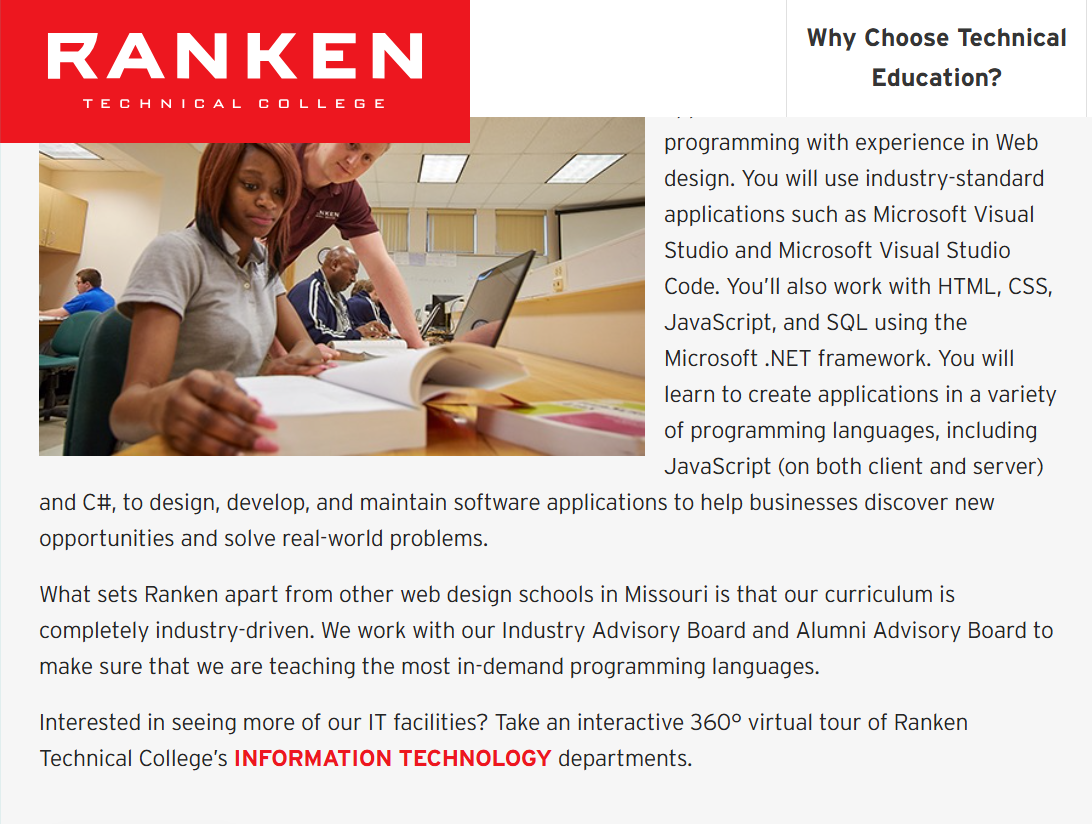 RANKEN
TECHNICAL COLLEGE
Why Choose Technical
Education?
programming with experience in Web
design. You will use industry-standard
applications such as Microsoft Visual
Studio and Microsoft Visual Studio
Code. You’ll also work with HTML, CSS,
JavaScript, and SQL using the
Microsoft .NET framework. You will
learn to create applications in a variety
of programming languages, including
JavaScript (on both client and server)
and C#, to design, develop, and maintain software applications to help businesses discover new
opportunities and solve real-world problems.
What sets Ranken apart from other web design schools in Missouri is that our curriculum is
completely industry-driven. We work with our Industry Advisory Board and Alumni Advisory Board to
make sure that we are teaching the most in-demand programming languages.
Interested in seeing more of our IT facilities? Take an interactive 360° virtual tour of Ranken
Technical College’s INFORMATION TECHNOLOGY departments.